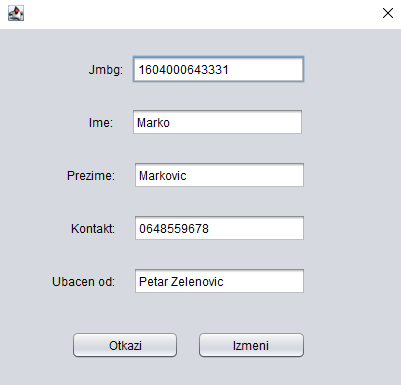 Jmbg: 1604000643331
Ime: Marko
Prezime: Markovic
Kontakt: 0648559678
Ubacen od: Petar Zelenovic
Otkazi Izmeni